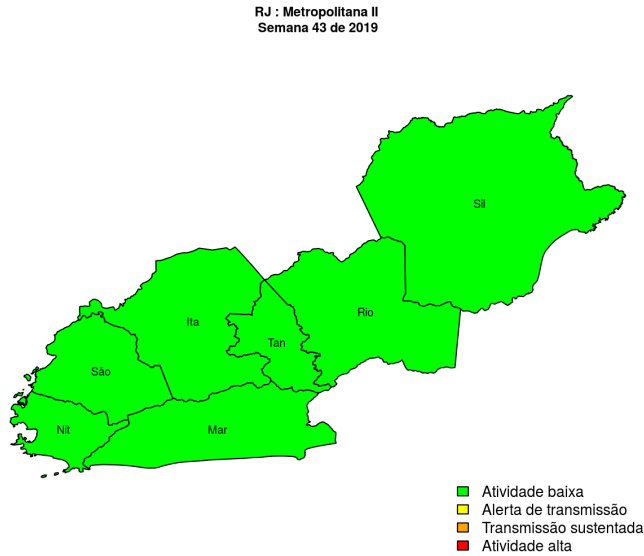 RJ : Metropolitana II
Semana 43 de 2019
Sil
Ita
Rio
Tan
São
Nit
Mar
Atividade baixa
Alerta de transmissão
Transmissão sustentada
Atividade alta